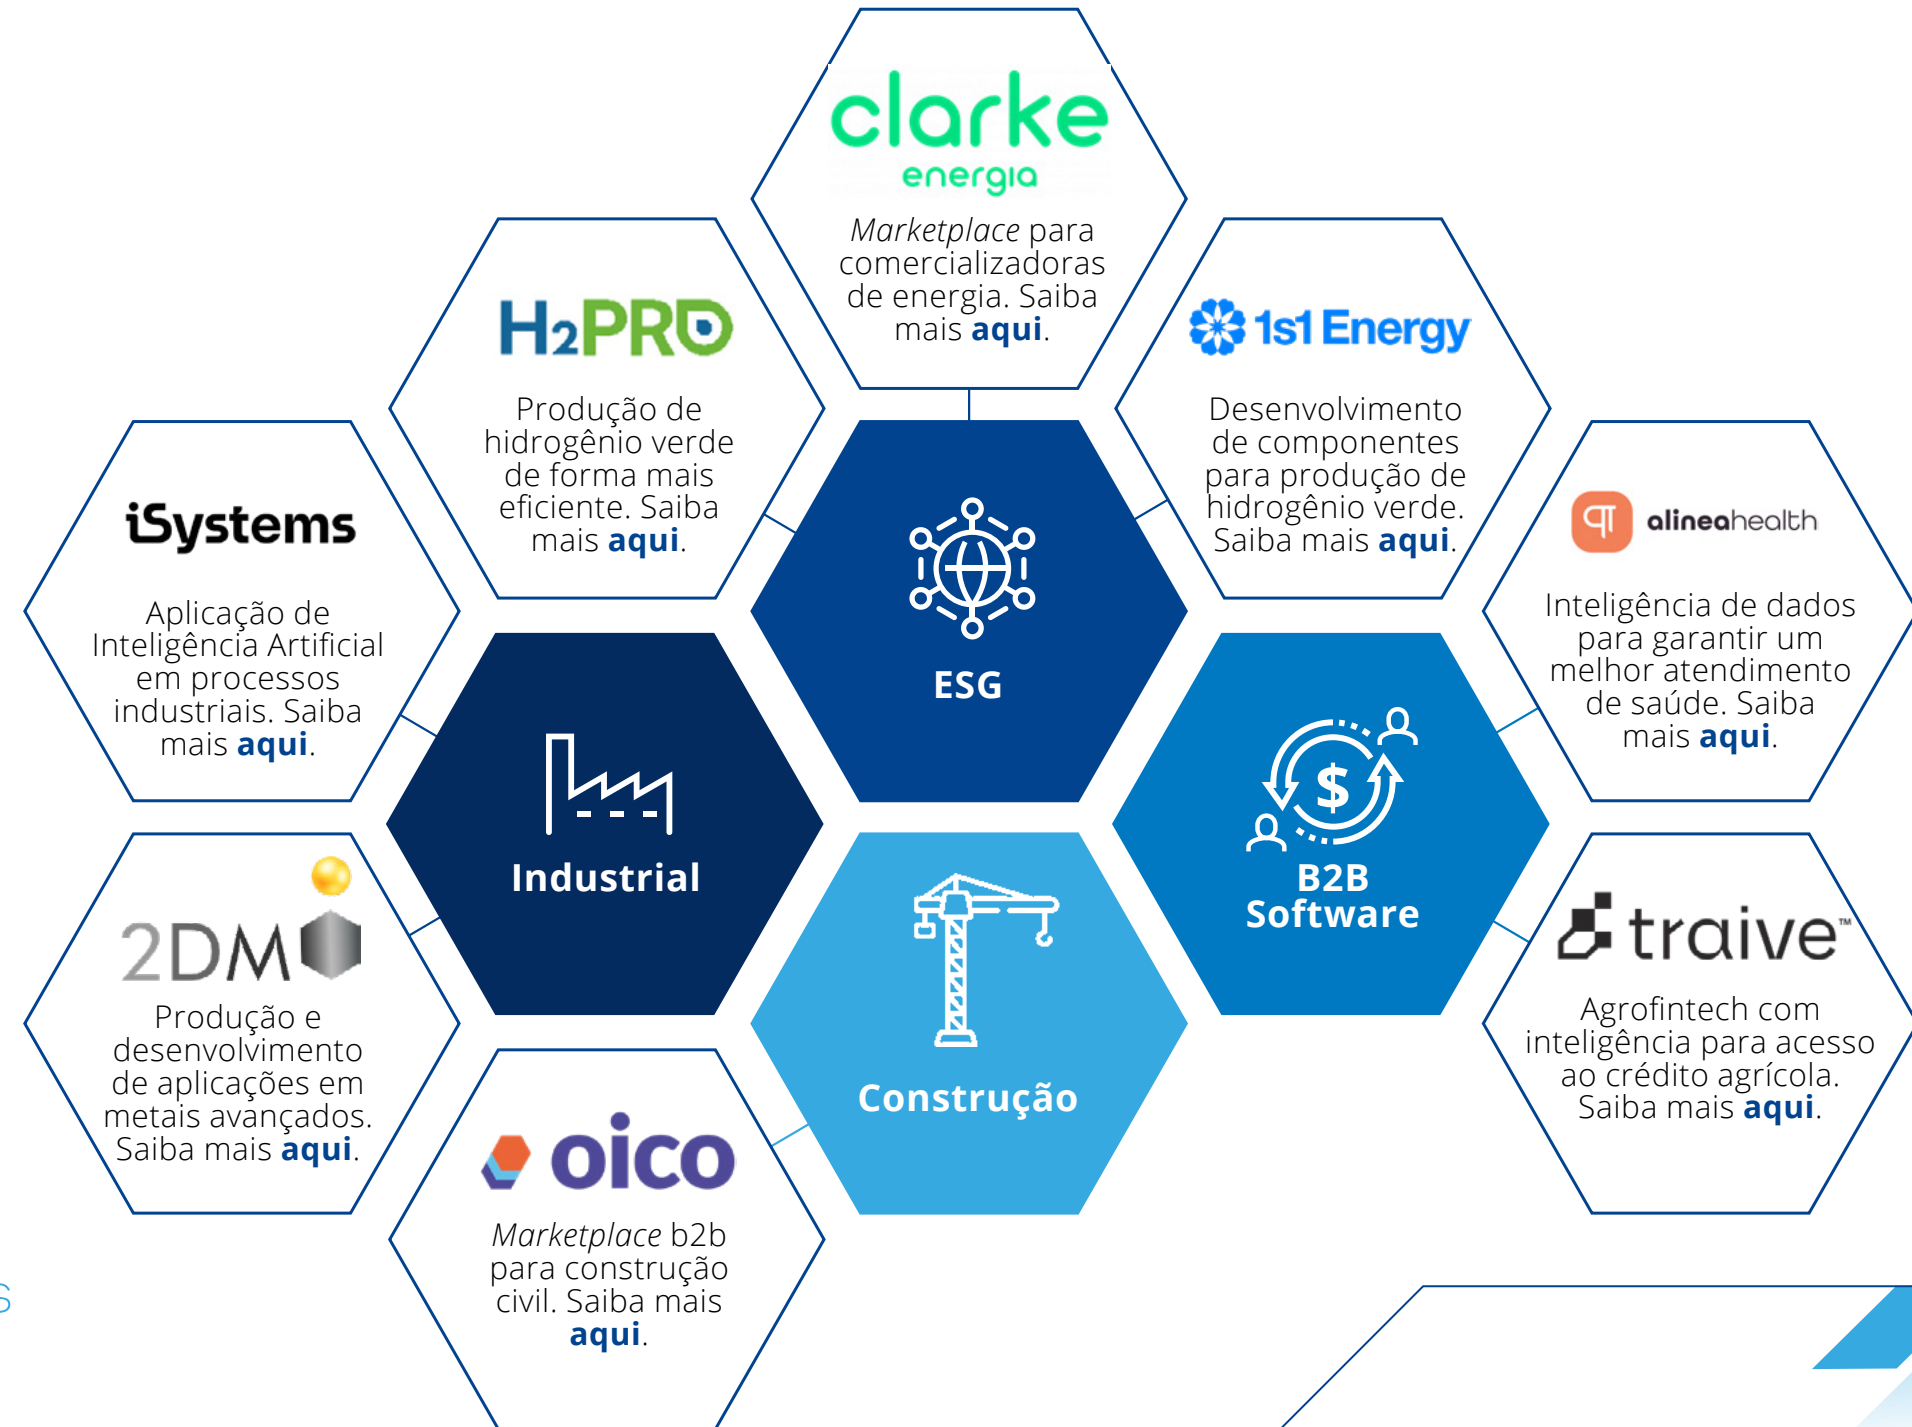 clarke
energia
Marketplace para
comercializadoras
de energia. Saiba
mais aqui.
H2PRO
Produção de
hidrogênio verde
de forma mais
eficiente. Saiba
mais aqui.
1s1 Energy
Desenvolvimento
de componentes
para produção de
hidrogênio verde.
Saiba mais aqui.
iSystems
Aplicação de
Inteligência Artificial
em processos
industriais. Saiba
mais aqui.
alineahealth
Inteligência de dados
para garantir um
melhor atendimento
de saúde. Saiba
mais aqui.
ESG
Industrial
$
B2B
Software
2DM
Produção e
desenvolvimento
de aplicações em
metais avançados.
Saiba mais aqui.
traive™
Agrofintech com
inteligência para acesso
ao crédito agrícola.
Saiba mais aqui.
Construção
oico
Marketplace b2b
para construção
civil. Saiba mais
aqui.